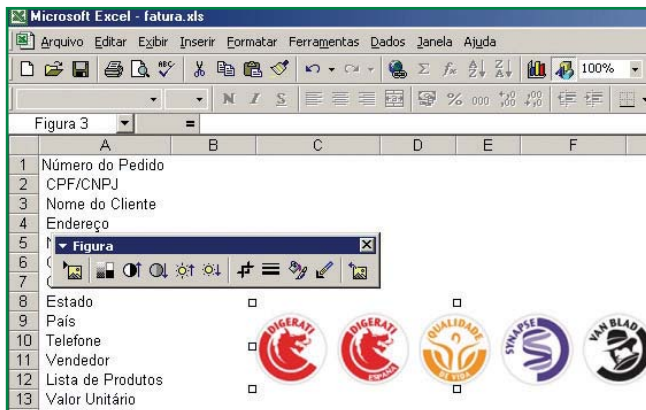 Microsoft Excel - fatura.xls
Arquivo Editar Exibir Inserir Formatar Ferramentas Dados Janela Ajuda
100%
N I S % 000
Figura 3 =
A B C D E F
1 Número do Pedido
2 CPF/CNPJ
3 Nome do Cliente
4 Endereço
5
Figura
6
7
8 Estado
9 País
10 Telefone
11 Vendedor
12 Lista de Produtos
13 Valor Unitário
DIGERATI
DIGERATI
ESPAÑA
QUALIDADE
DE VIDA
SYNAPSE
VAN BLAD